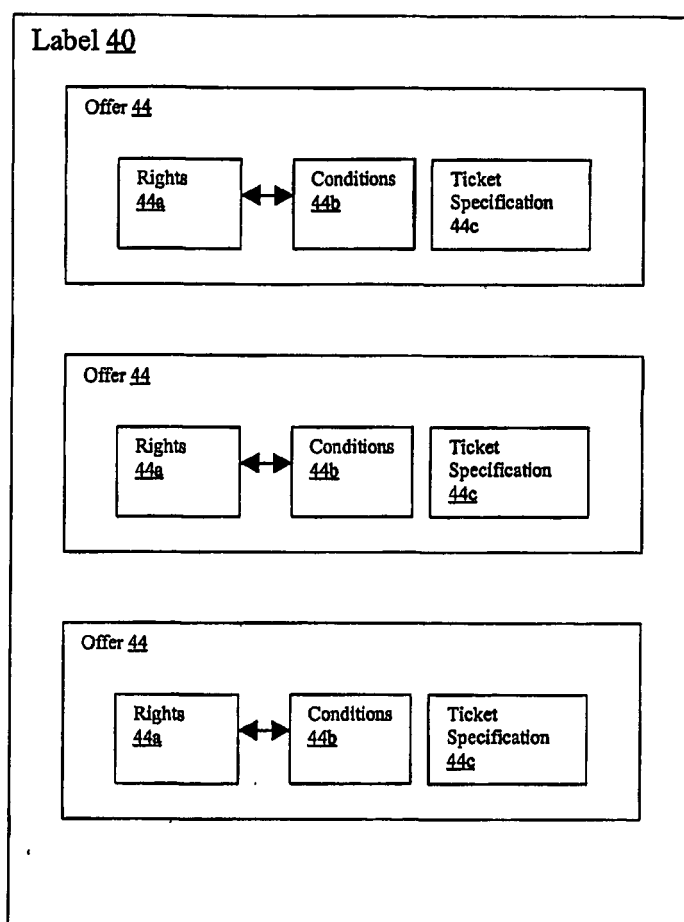 Label 40
Offer 44
Rights
44a
Conditions
44b
Ticket
Specification
44c
Offer 44
Rights
44a
Conditions
44b
Ticket
Specification
44c
Offer 44
Rights
44a
Conditions
44b
Ticket
Specification
44c